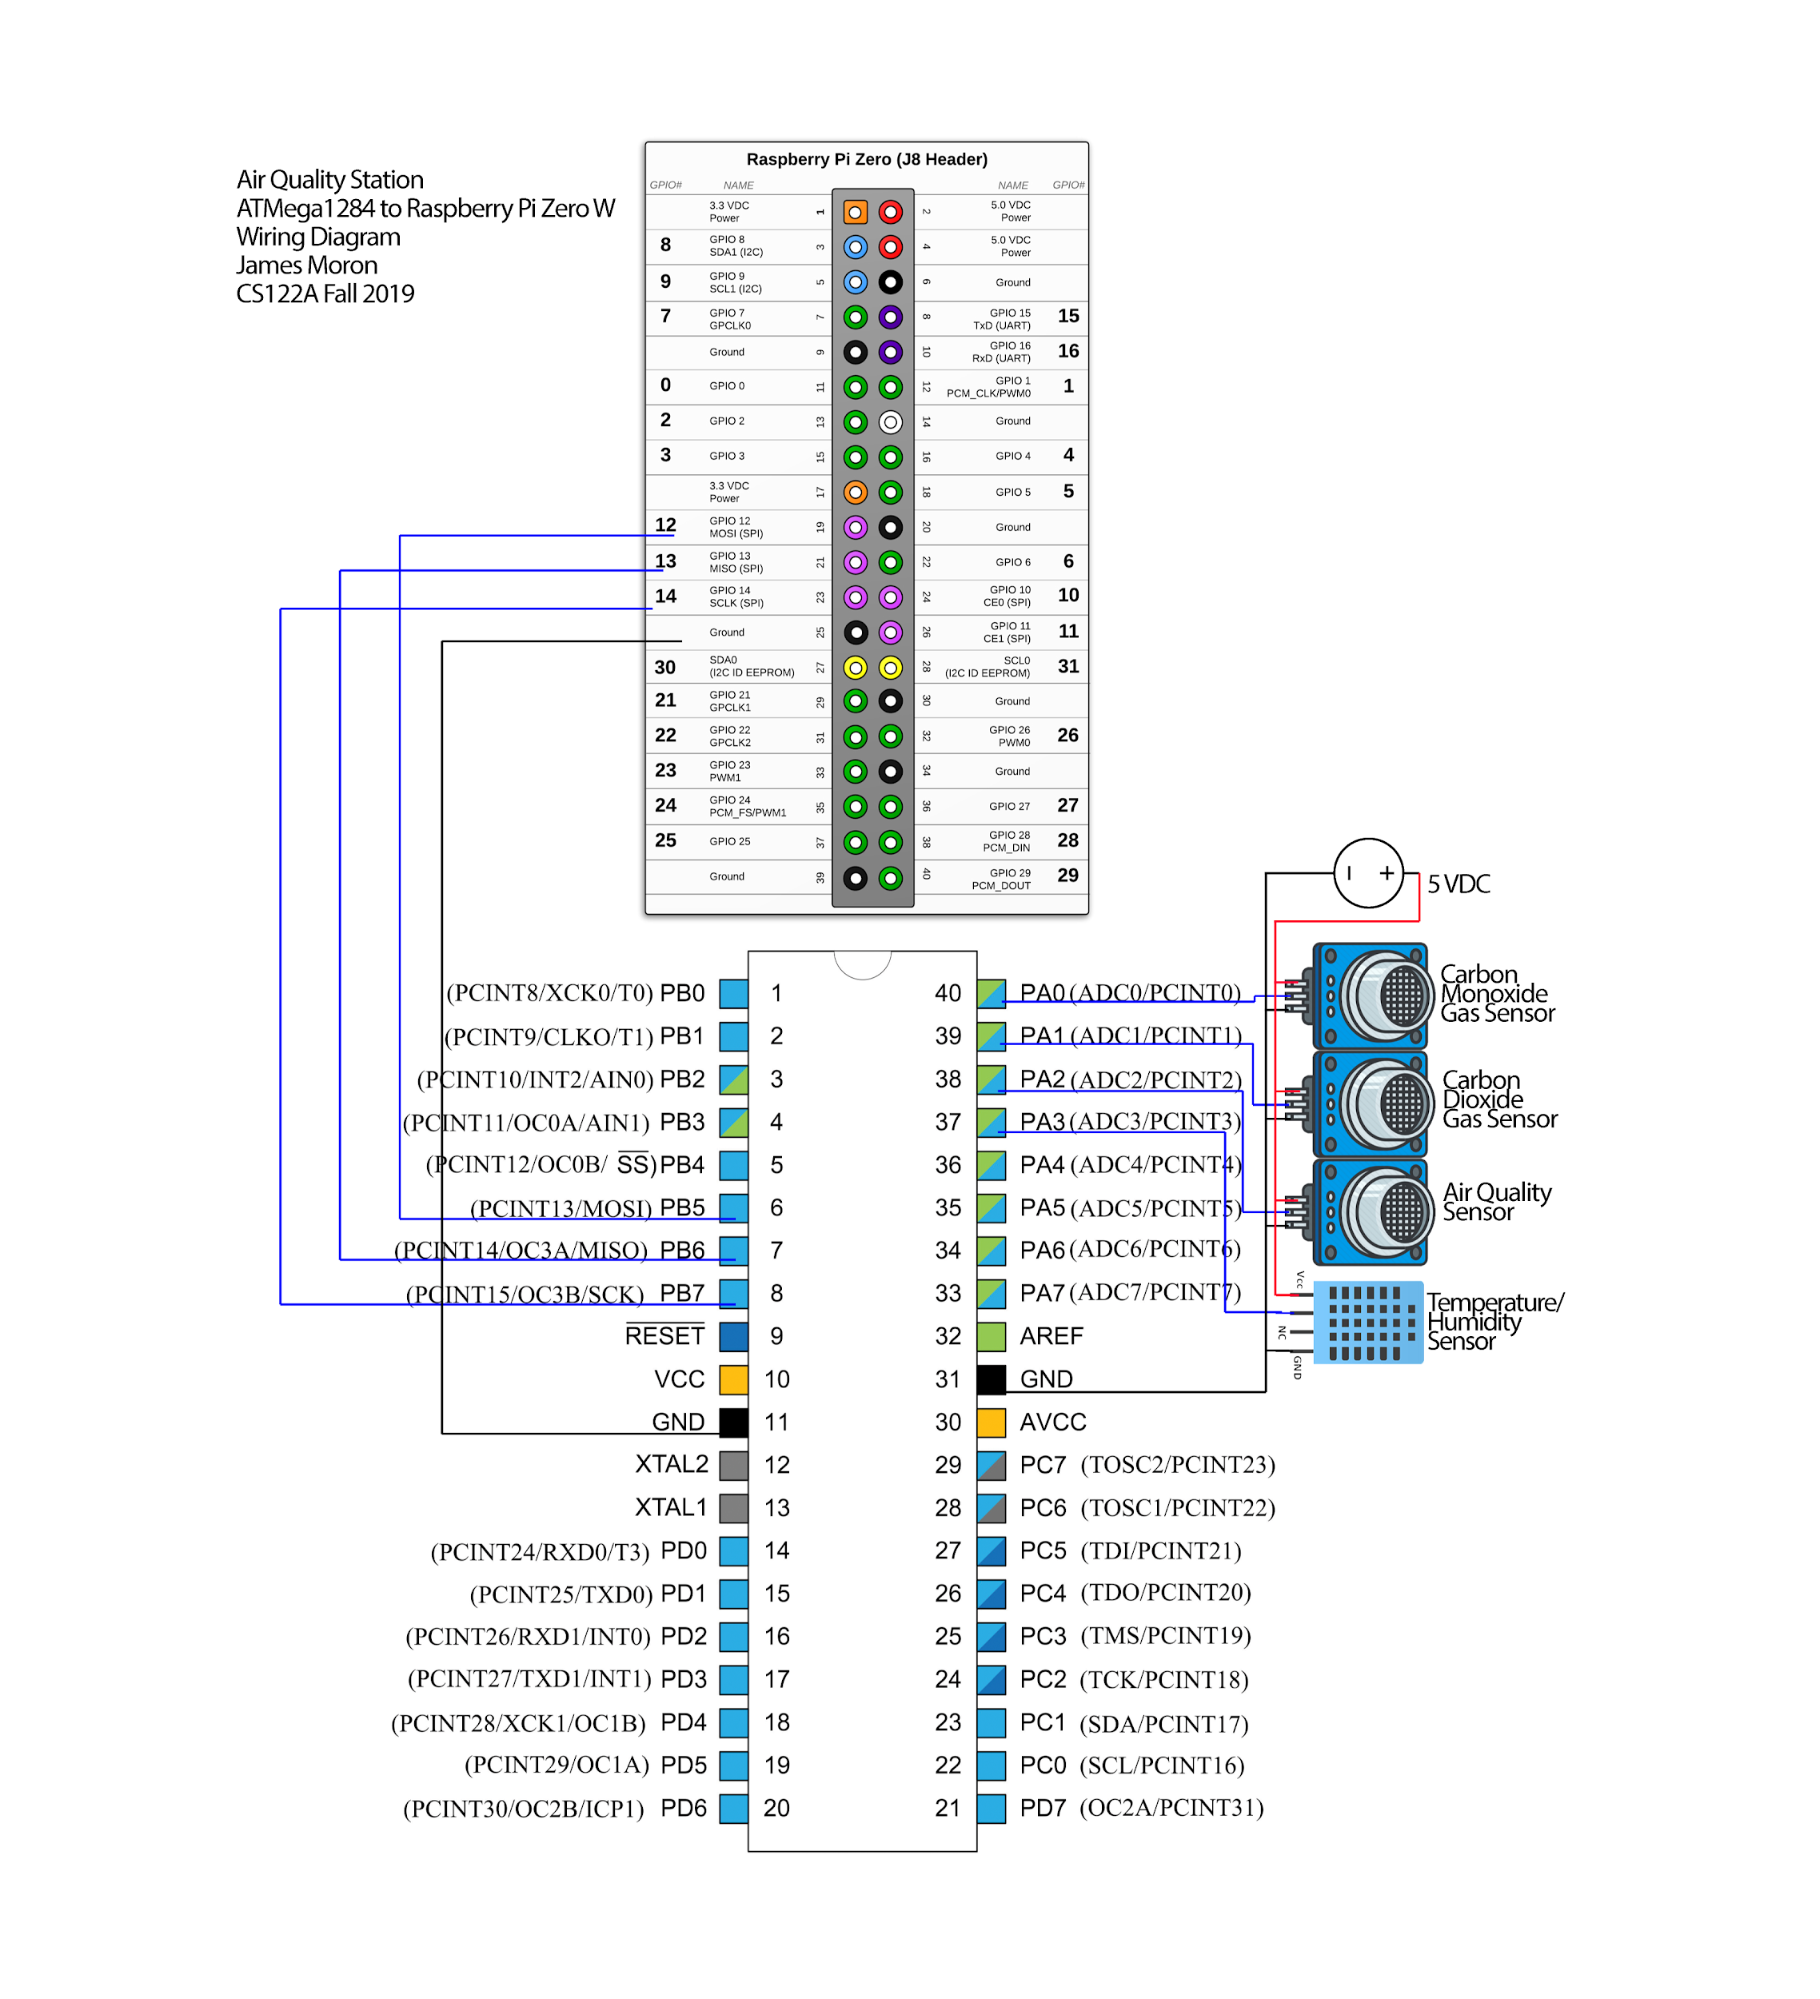 Air Quality Station
ATMega1284 to Raspberry Pi Zero W
Wiring Diagram
James Moron
CS122A Fall 2019
Raspberry Pi Zero (J8 Header)
GPIO# NAME NAME GPIO#
3.3 VDC Power 1 2 5.0 VDC Power
8 GPIO 8 SDA1 (I2C) 3 4 5.0 VDC Power
9 GPIO 9 SCL1 (I2C) 5 6 Ground
7 GPIO 7 GPCLK0 7 8 GPIO 15 TxD (UART) 15
Ground 9 10 GPIO 16 RxD (UART) 16
0 GPIO 0 11 12 GPIO 1 PCM_CLK/PWM0 1
2 GPIO 2 13 14 Ground
3 GPIO 3 15 16 GPIO 4 4
3.3 VDC Power 17 18 GPIO 5 5
12 GPIO 12 MOSI (SPI) 19 20 Ground
13 GPIO 13 MISO (SPI) 21 22 GPIO 6 6
14 GPIO 14 SCLK (SPI) 23 24 GPIO 10 CE0 (SPI) 10
Ground 25 26 GPIO 11 CE1 (SPI) 11
30 SDA0 (I2C ID EEPROM) 27 28 SCL0 (I2C ID EEPROM) 31
21 GPIO 21 GPCLK1 29 30 Ground
22 GPIO 22 GPCLK2 31 32 GPIO 26 PWM0 26
23 GPIO 23 PWM1 33 34 Ground
24 GPIO 24 PCM_FS/PWM1 35 36 GPIO 27 27
25 GPIO 25 37 38 GPIO 28 PCM_DIN 28
Ground 39 40 GPIO 29 PCM_DOUT 29
5 VDC
(PCINT8/XCK0/T0) PB0 1 40 PA0 (ADC0/PCINT0)
(PCINT9/CLKO/T1) PB1 2 39 PA1 (ADC1/PCINT1)
(PCINT10/INT2/AIN0) PB2 3 38 PA2 (ADC2/PCINT2)
(PCINT11/OC0A/AIN1) PB3 4 37 PA3 (ADC3/PCINT3)
(PCINT12/OC0B/ SS) PB4 5 36 PA4 (ADC4/PCINT4)
(PCINT13/MOSI) PB5 6 35 PA5 (ADC5/PCINT5)
(PCINT14/OC3A/MISO) PB6 7 34 PA6 (ADC6/PCINT6)
(PCINT15/OC3B/SCK) PB7 8 33 PA7 (ADC7/PCINT7)
RESET 9 32 AREF
VCC 10 31 GND
GND 11 30 AVCC
XTAL2 12 29 PC7 (TOSC2/PCINT23)
XTAL1 13 28 PC6 (TOSC1/PCINT22)
(PCINT24/RXD0/T3) PD0 14 27 PC5 (TDI/PCINT21)
(PCINT25/TXD0) PD1 15 26 PC4 (TDO/PCINT20)
(PCINT26/RXD1/INT0) PD2 16 25 PC3 (TMS/PCINT19)
(PCINT27/TXD1/INT1) PD3 17 24 PC2 (TCK/PCINT18)
(PCINT28/XCK1/OC1B) PD4 18 23 PC1 (SDA/PCINT17)
(PCINT29/OC1A) PD5 19 22 PC0 (SCL/PCINT16)
(PCINT30/OC2B/ICP1) PD6 20 21 PD7 (OC2A/PCINT31)
Carbon
Monoxide
Gas Sensor
Carbon
Dioxide
Gas Sensor
Air Quality
Sensor
Vcc
NC
GND
Temperature/
Humidity
Sensor